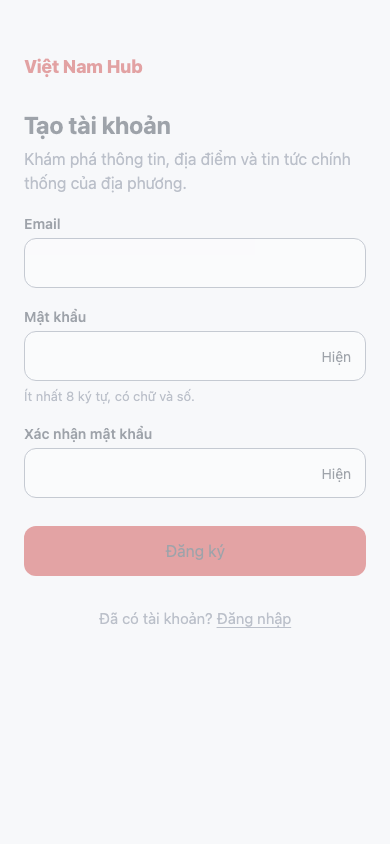 Việt Nam Hub
Tạo tài khoản
Khám phá thông tin, địa điểm và tin tức chính
thống của địa phương.
Email
Mật khẩu
Hiện
Ít nhất 8 ký tự, có chữ và số.
Xác nhận mật khẩu
Hiện
Đăng ký
Đã có tài khoản? Đăng nhập